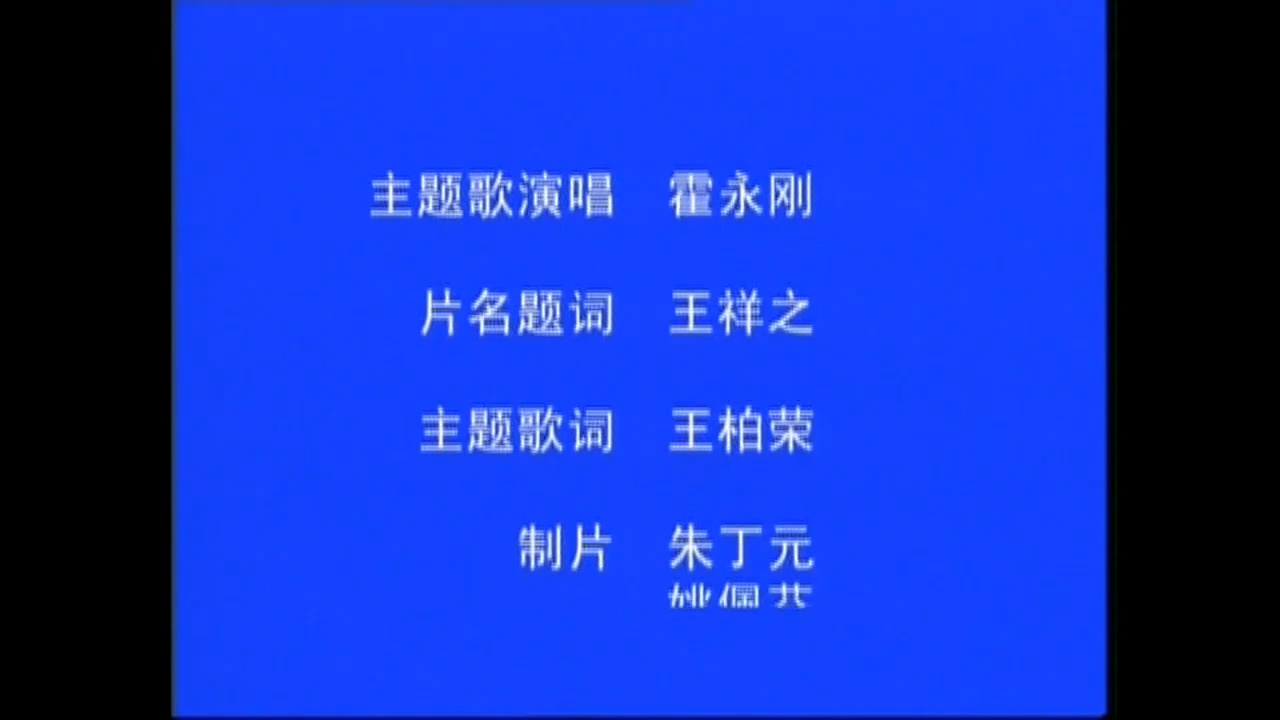 主题歌演唱 霍永刚
片名题词 王祥之
主题歌词 王柏荣
制片 朱丁元